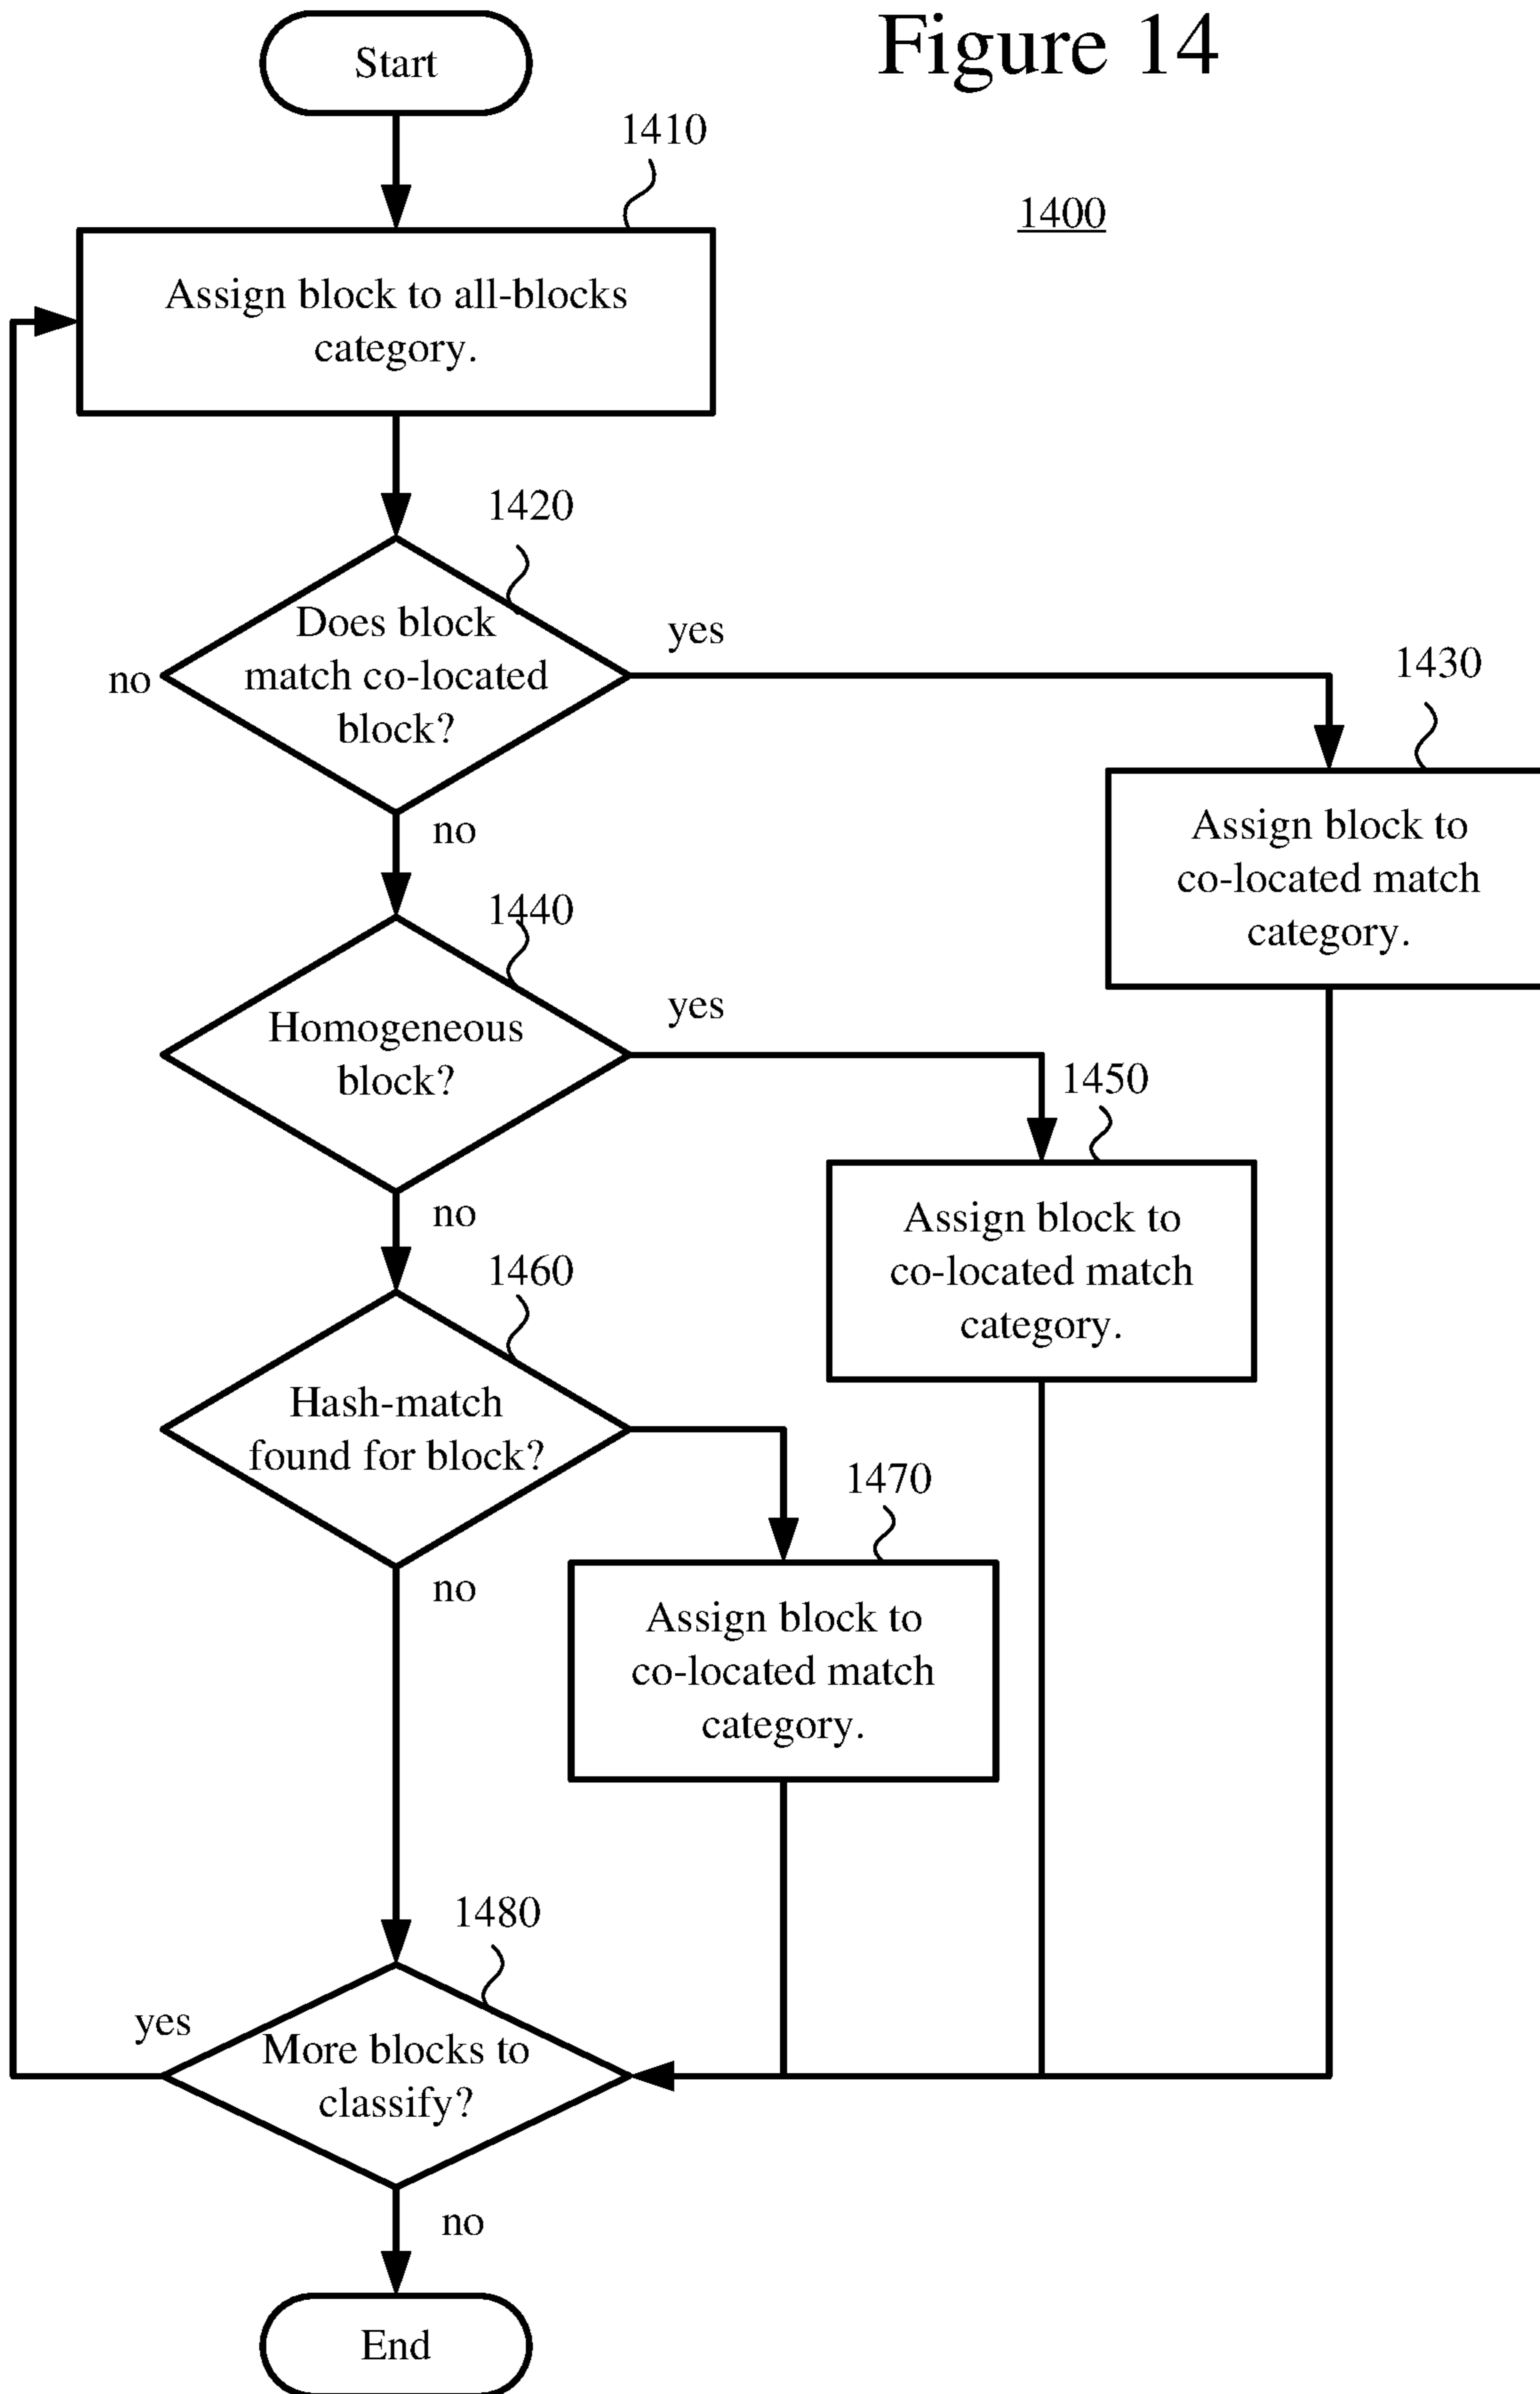 Figure 14
Start
1410
1400
Assign block to all-blocks
category.
1420
Does block
match co-located
block?
yes
no
1430
Assign block to
co-located match
category.
no
1440
Homogeneous
block?
yes
1450
Assign block to
co-located match
category.
no
1460
Hash-match
found for block?
1470
Assign block to
co-located match
category.
no
1480
yes
More blocks to
classify?
no
End